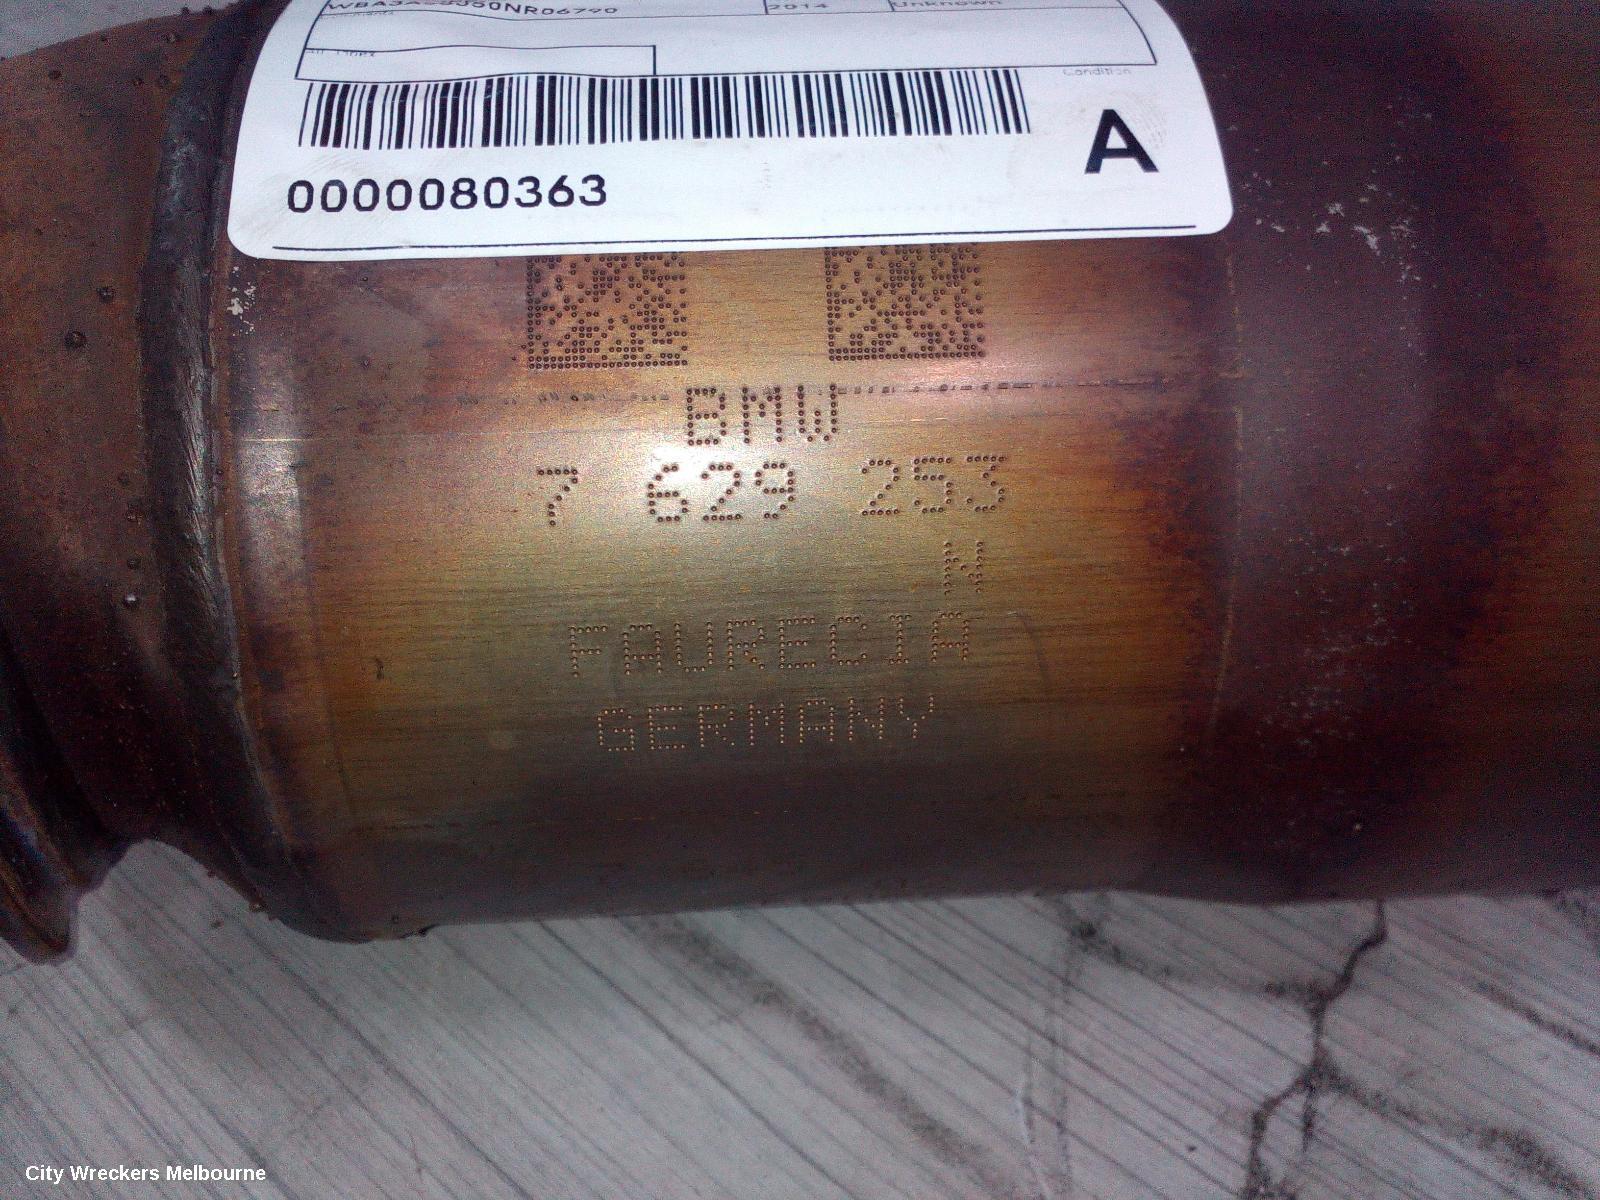 2014
Unknown
Condition
A
0000080363
BMW
7 629 253
N
FAURECIA
GERMANY
City Wreckers Melbourne